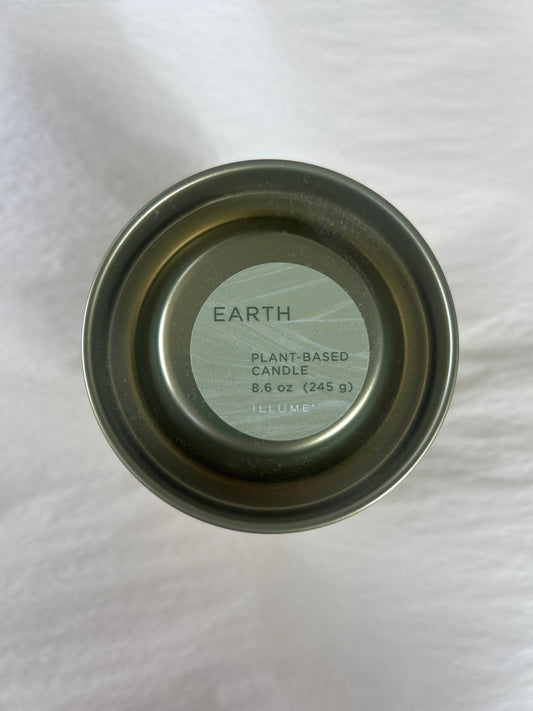 EARTH
PLANT-BASED
CANDLE
8.6 oz (245 g)
ILLUME®